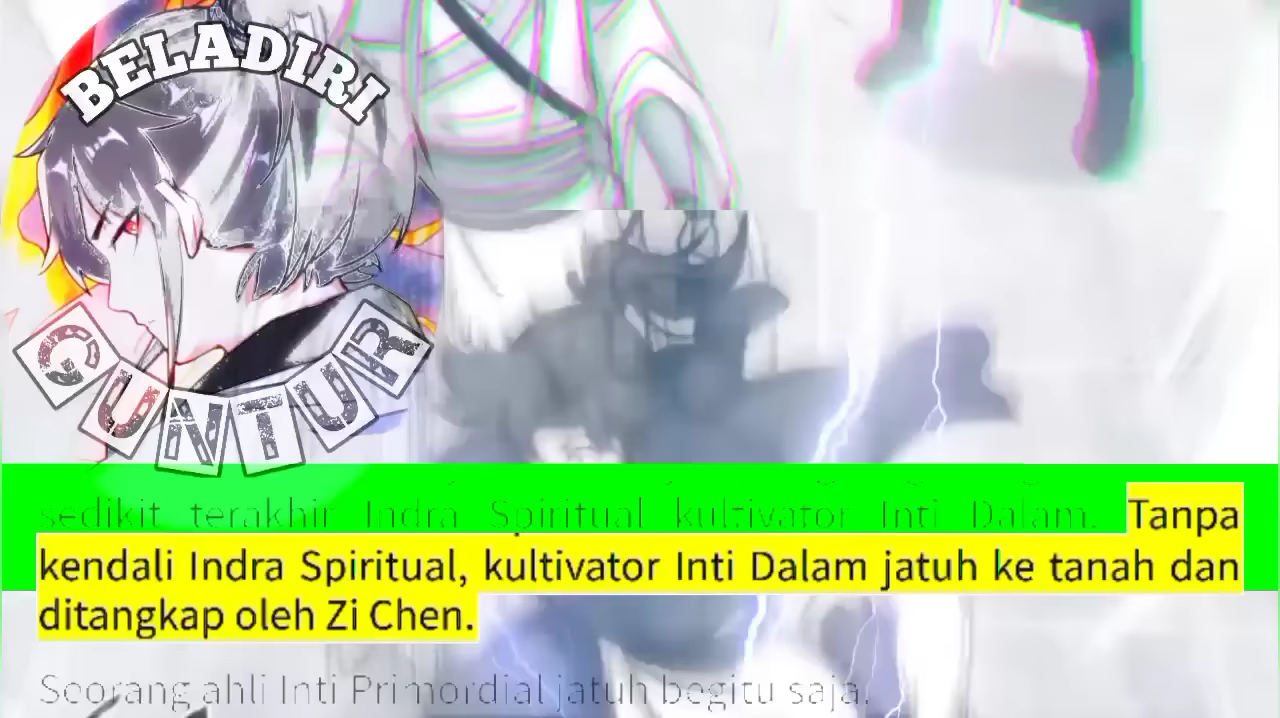 BELADIRI
GUNTUR
sedikit terakhir Indra Spiritual kultivator Inti Dalam. Tanpa
kendali Indra Spiritual, kultivator Inti Dalam jatuh ke tanah dan
ditangkap oleh Zi Chen.
Seorang ahli Inti Primordial jatuh begitu saja.